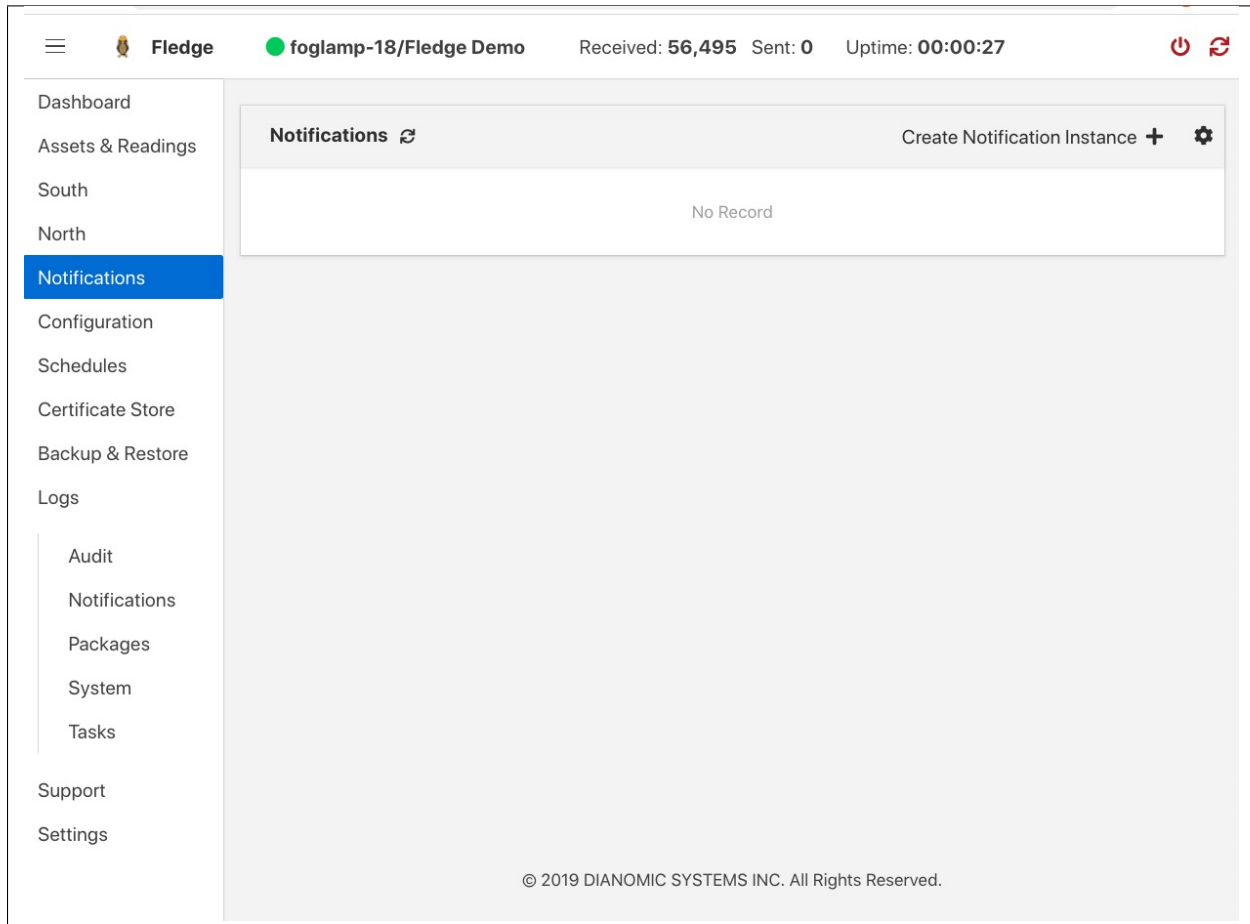 Fledge foglamp-18/Fledge Demo Received: 56,495 Sent: 0 Uptime: 00:00:27
Dashboard
Assets & Readings
South
North
Notifications
Configuration
Schedules
Certificate Store
Backup & Restore
Logs
Audit
Notifications
Packages
System
Tasks
Support
Settings
Notifications Create Notification Instance
No Record
© 2019 DIANOMIC SYSTEMS INC. All Rights Reserved.